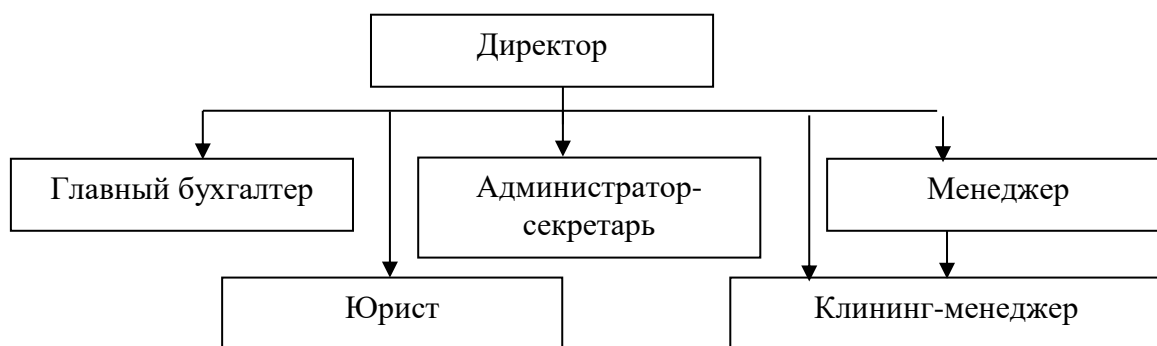 Директор
Главный бухгалтер
Администратор-
секретарь
Менеджер
Юрист
Клининг-менеджер